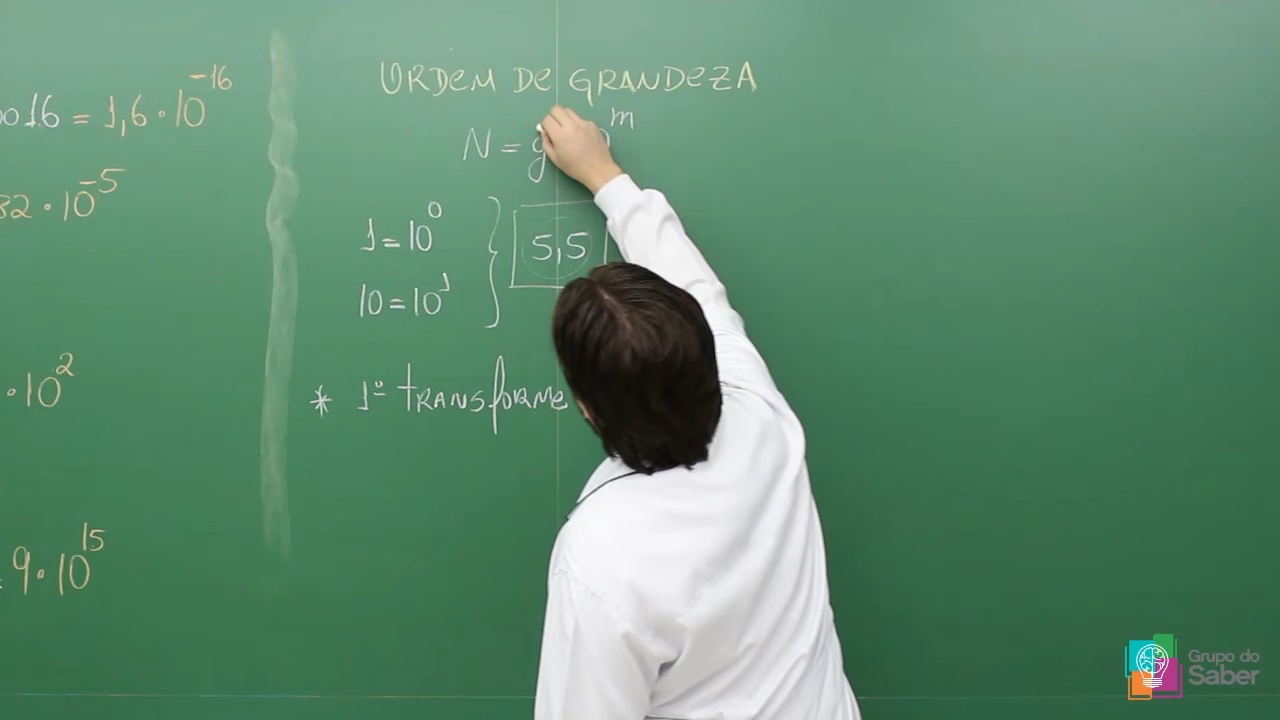 0016 = 1,6 · 10⁻¹⁶
82 · 10⁻⁵
· 10²
9 · 10¹⁵
ORDEM DE GRANDEZA
N = g m
1 = 10⁰
10 = 10¹
5,5
* 1º TRANSFORME
Grupo do
Saber